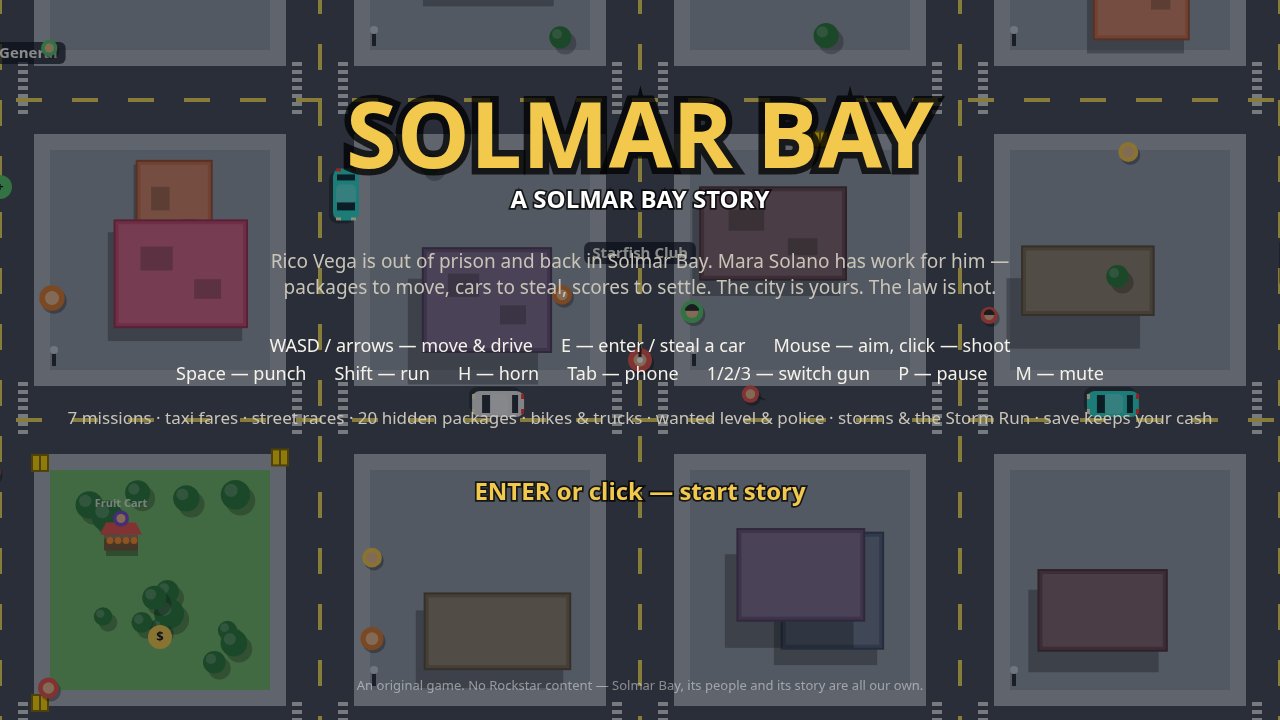 General
SOLMAR BAY
A SOLMAR BAY STORY
Starfish Club
Rico Vega is out of prison and back in Solmar Bay. Mara Solano has work for him —
packages to move, cars to steal, scores to settle. The city is yours. The law is not.
WASD / arrows — move & drive E — enter / steal a car Mouse — aim, click — shoot
Space — punch Shift — run H — horn Tab — phone 1/2/3 — switch gun P — pause M — mute
7 missions · taxi fares · street races · 20 hidden packages · bikes & trucks · wanted level & police · storms & the Storm Run · save keeps your cash
ENTER or click — start story
Fruit Cart
$
An original game. No Rockstar content — Solmar Bay, its people and its story are all our own.